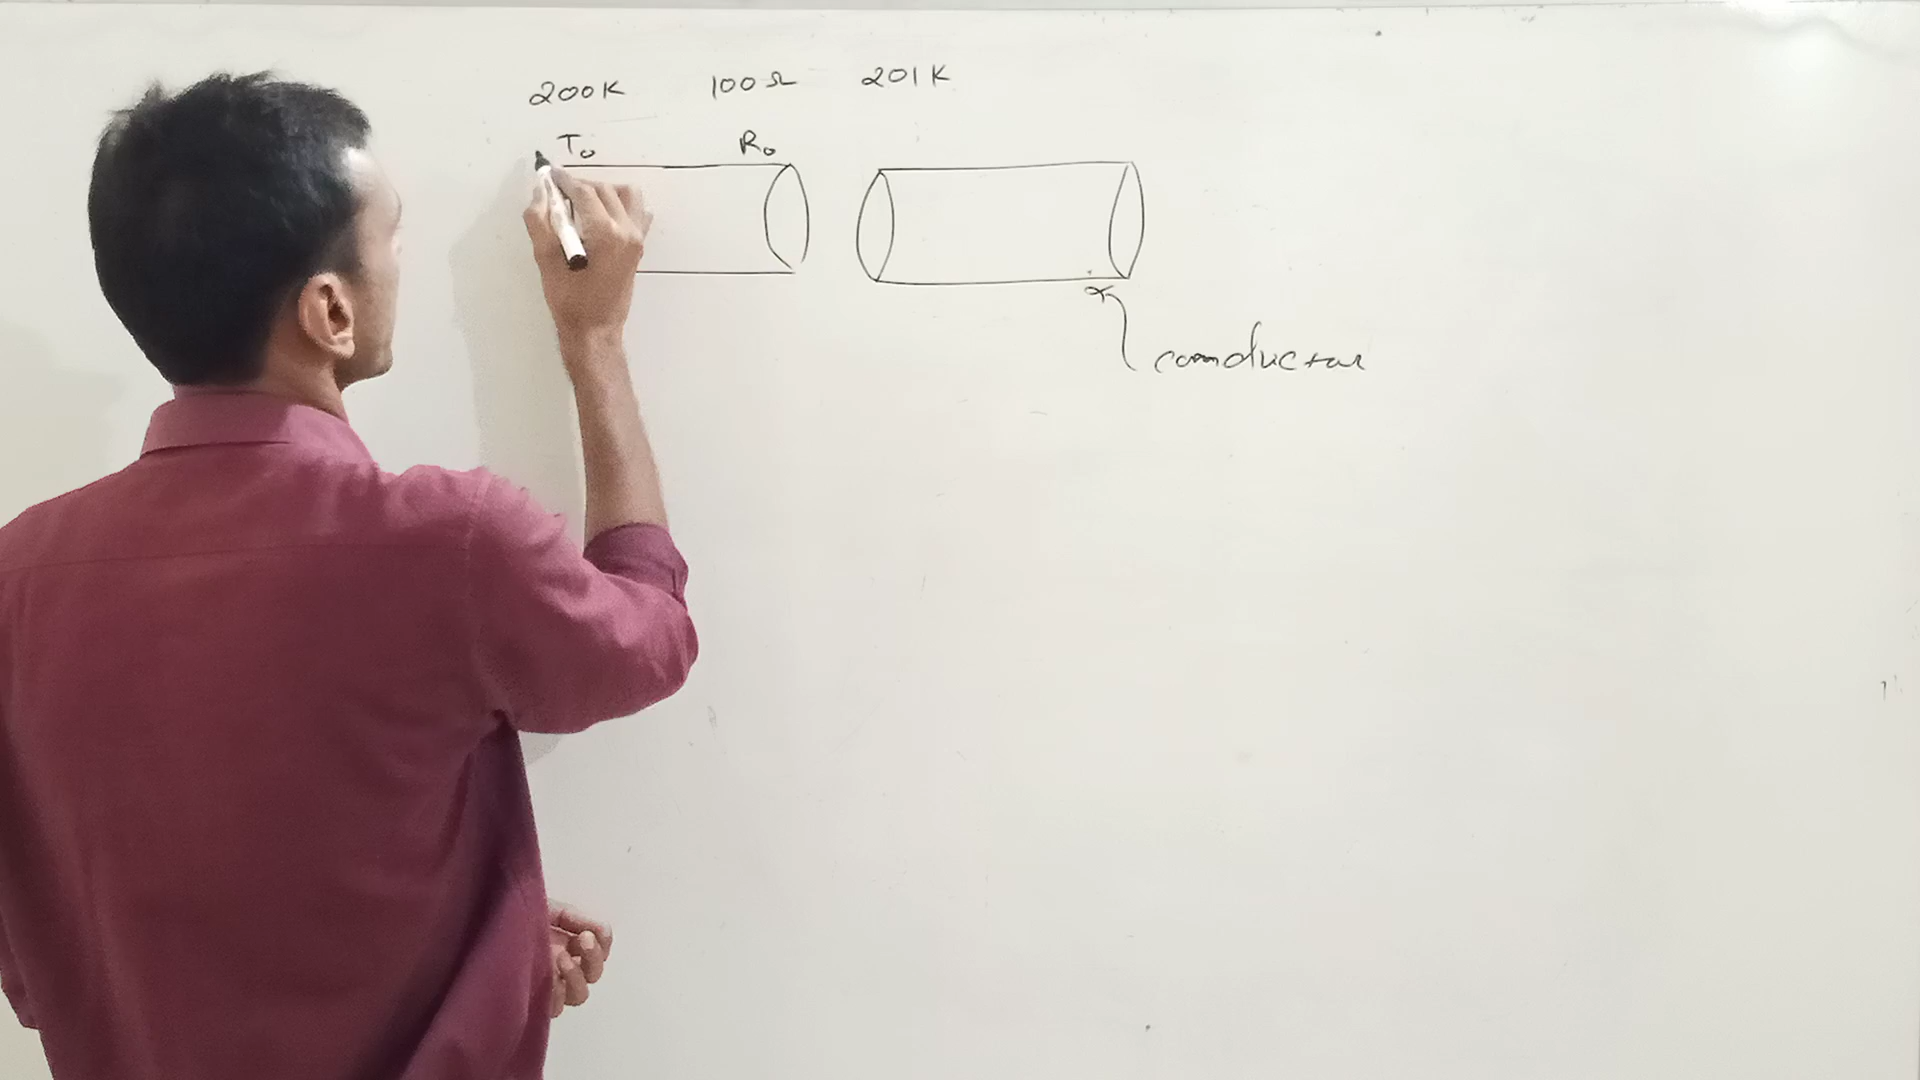 200K 100Ω 201K
T₀ R₀
α
conductor